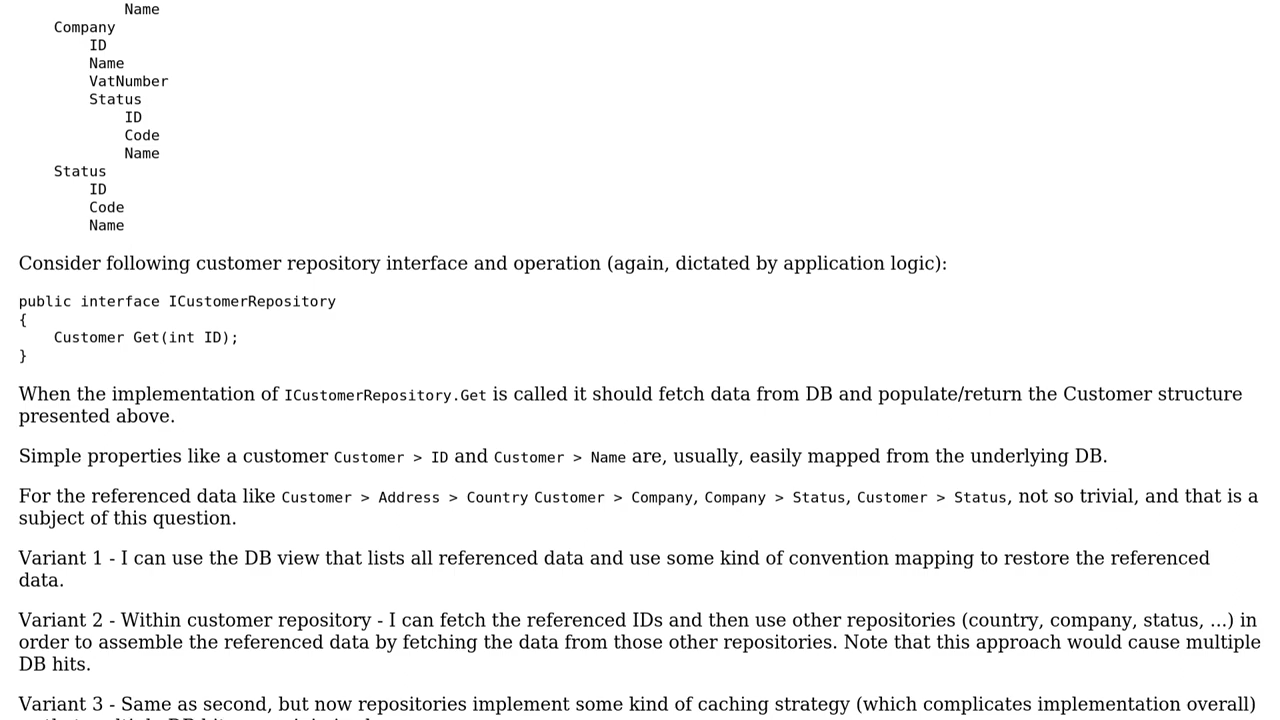 Name
Company
ID
Name
VatNumber
Status
ID
Code
Name
Status
ID
Code
Name
Consider following customer repository interface and operation (again, dictated by application logic):
public interface ICustomerRepository
{
Customer Get(int ID);
}
When the implementation of ICustomerRepository.Get is called it should fetch data from DB and populate/return the Customer structure
presented above.
Simple properties like a customer Customer > ID and Customer > Name are, usually, easily mapped from the underlying DB.
For the referenced data like Customer > Address > Country Customer > Company, Company > Status, Customer > Status, not so trivial, and that is a
subject of this question.
Variant 1 - I can use the DB view that lists all referenced data and use some kind of convention mapping to restore the referenced
data.
Variant 2 - Within customer repository - I can fetch the referenced IDs and then use other repositories (country, company, status, ...) in
order to assemble the referenced data by fetching the data from those other repositories. Note that this approach would cause multiple
DB hits.
Variant 3 - Same as second, but now repositories implement some kind of caching strategy (which complicates implementation overall)